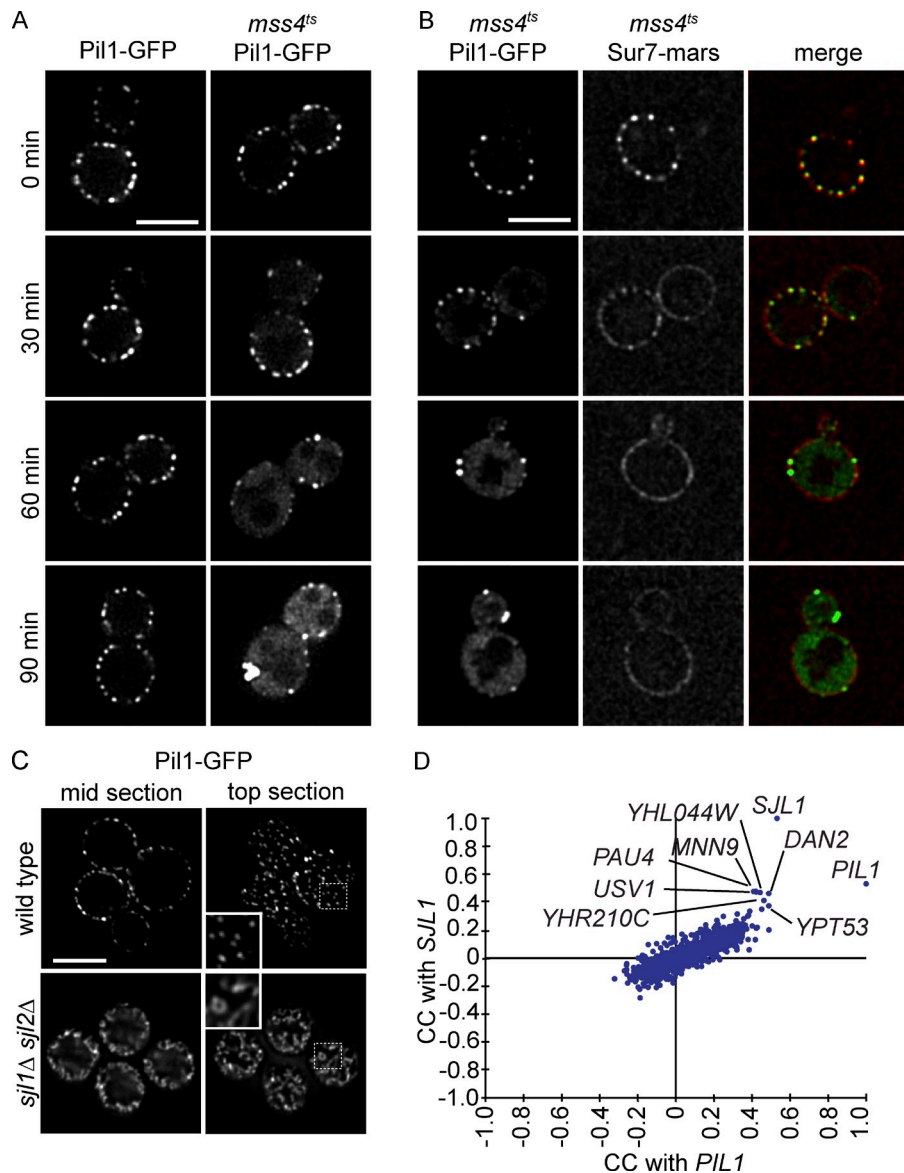 A
Pil1-GFP
mss4ts
Pil1-GFP
0 min
30 min
60 min
90 min
B
mss4ts
Pil1-GFP
mss4ts
Sur7-mars
merge
C
Pil1-GFP
mid section
top section
wild type
sjl1Δ sjl2Δ
D
YHL044W
SJL1
MNN9
DAN2
PAU4
PIL1
USV1
YHR210C
YPT53
CC with SJL1
1.0
0.8
0.6
0.4
0.2
0
-0.2
-0.4
-0.6
-0.8
-1.0
-1.0
-0.8
-0.6
-0.4
-0.2
0
0.2
0.4
0.6
0.8
1.0
CC with PIL1